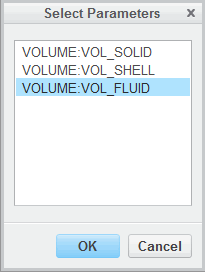 Select Parameters
VOLUME:VOL_SOLID
VOLUME:VOL_SHELL
VOLUME:VOL_FLUID
OK Cancel